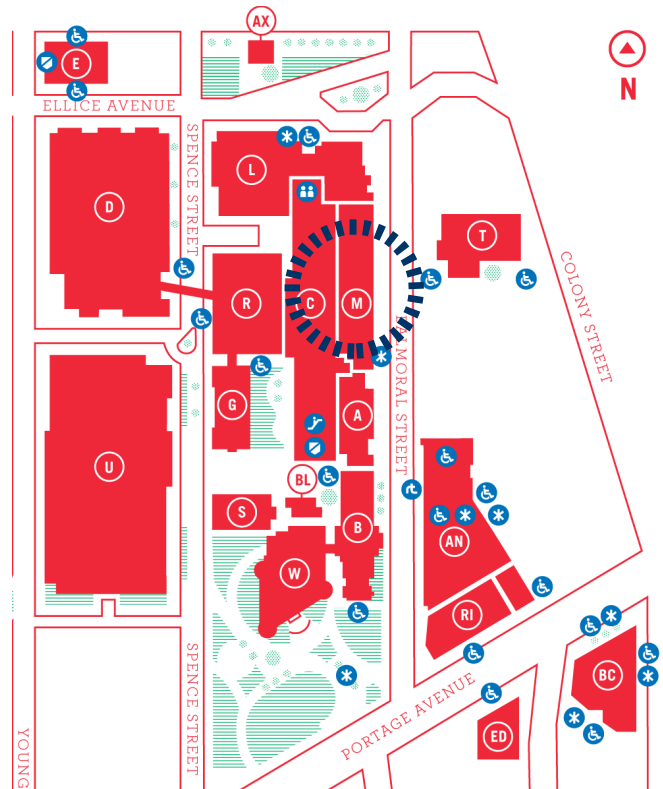 AX
E
N
ELLICE AVENUE
SPENCE STREET
L
D
T
COLONY STREET
R
C
M
BALMORAL STREET
G
A
U
BL
S
B
AN
W
RI
SPENCE STREET
BC
PORTAGE AVENUE
ED
YOUNG